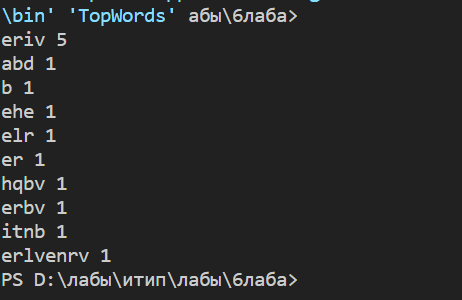 \bin' 'TopWords' абы\6лаба>
eriv 5
abd 1
b 1
ehe 1
elr 1
er 1
hqbv 1
erbv 1
itnb 1
erlvenrv 1
PS D:\лабы\итип\лабы\6лаба>